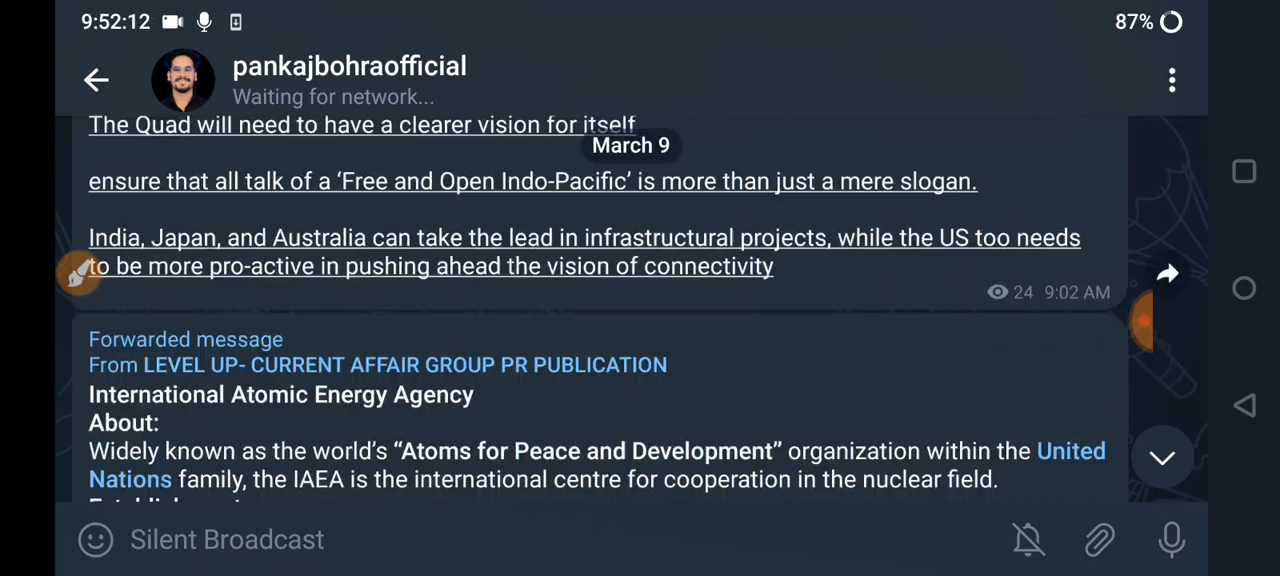 9:52:12
87%
pankajbohraofficial
Waiting for network...
The Quad will need to have a clearer vision for itself
March 9
ensure that all talk of a ‘Free and Open Indo-Pacific’ is more than just a mere slogan.
India, Japan, and Australia can take the lead in infrastructural projects, while the US too needs
to be more pro-active in pushing ahead the vision of connectivity
24 9:02 AM
Forwarded message
From LEVEL UP- CURRENT AFFAIR GROUP PR PUBLICATION
International Atomic Energy Agency
About:
Widely known as the world’s “Atoms for Peace and Development” organization within the United
Nations family, the IAEA is the international centre for cooperation in the nuclear field.
Silent Broadcast